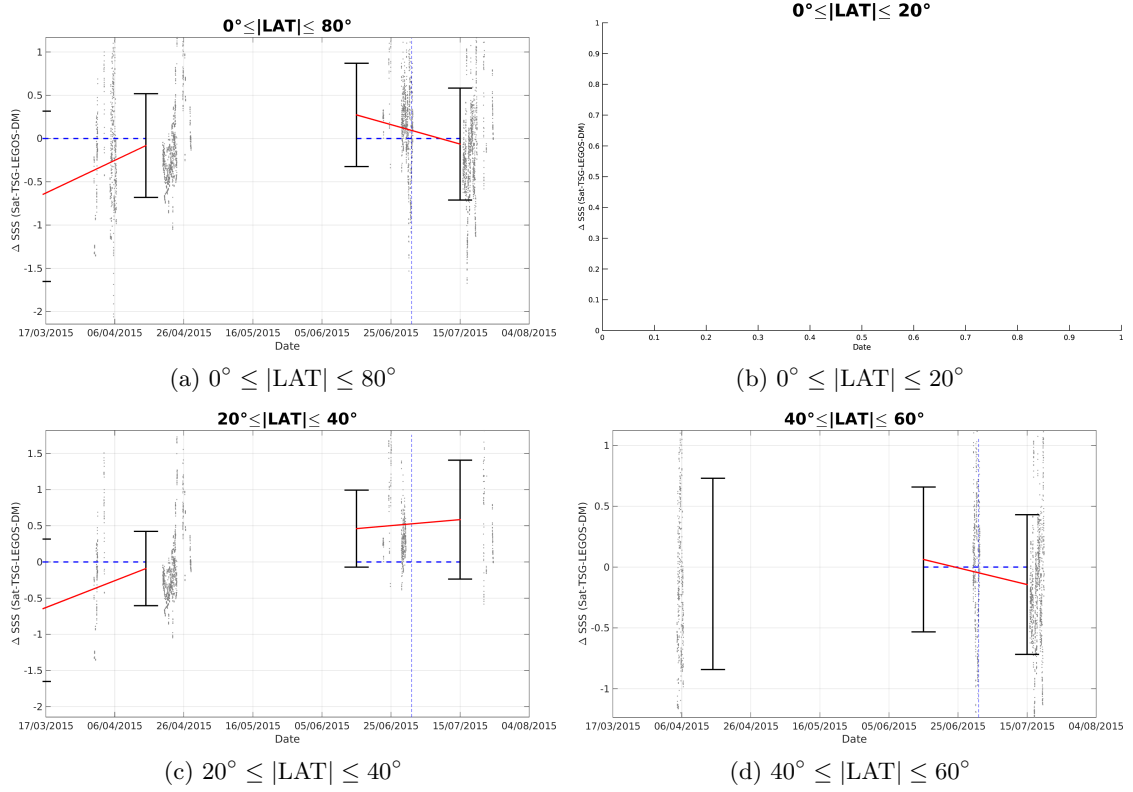 0°≤|LAT|≤ 80°
Δ SSS (Sat-TSG-LEGOS-DM)
1
0.5
0
-0.5
-1
-1.5
-2
17/03/2015 06/04/2015 26/04/2015 16/05/2015 05/06/2015 25/06/2015 15/07/2015 04/08/2015
Date
(a) 0° ≤ |LAT| ≤ 80°
0°≤|LAT|≤ 20°
Δ SSS (Sat-TSG-LEGOS-DM)
1
0.9
0.8
0.7
0.6
0.5
0.4
0.3
0.2
0.1
0
0 0.1 0.2 0.3 0.4 0.5 0.6 0.7 0.8 0.9 1
Date
(b) 0° ≤ |LAT| ≤ 20°
20°≤|LAT|≤ 40°
Δ SSS (Sat-TSG-LEGOS-DM)
1.5
1
0.5
0
-0.5
-1
-1.5
-2
17/03/2015 06/04/2015 26/04/2015 16/05/2015 05/06/2015 25/06/2015 15/07/2015 04/08/2015
Date
(c) 20° ≤ |LAT| ≤ 40°
40°≤|LAT|≤ 60°
Δ SSS (Sat-TSG-LEGOS-DM)
1
0.5
0
-0.5
-1
17/03/2015 06/04/2015 26/04/2015 16/05/2015 05/06/2015 25/06/2015 15/07/2015 04/08/2015
Date
(d) 40° ≤ |LAT| ≤ 60°